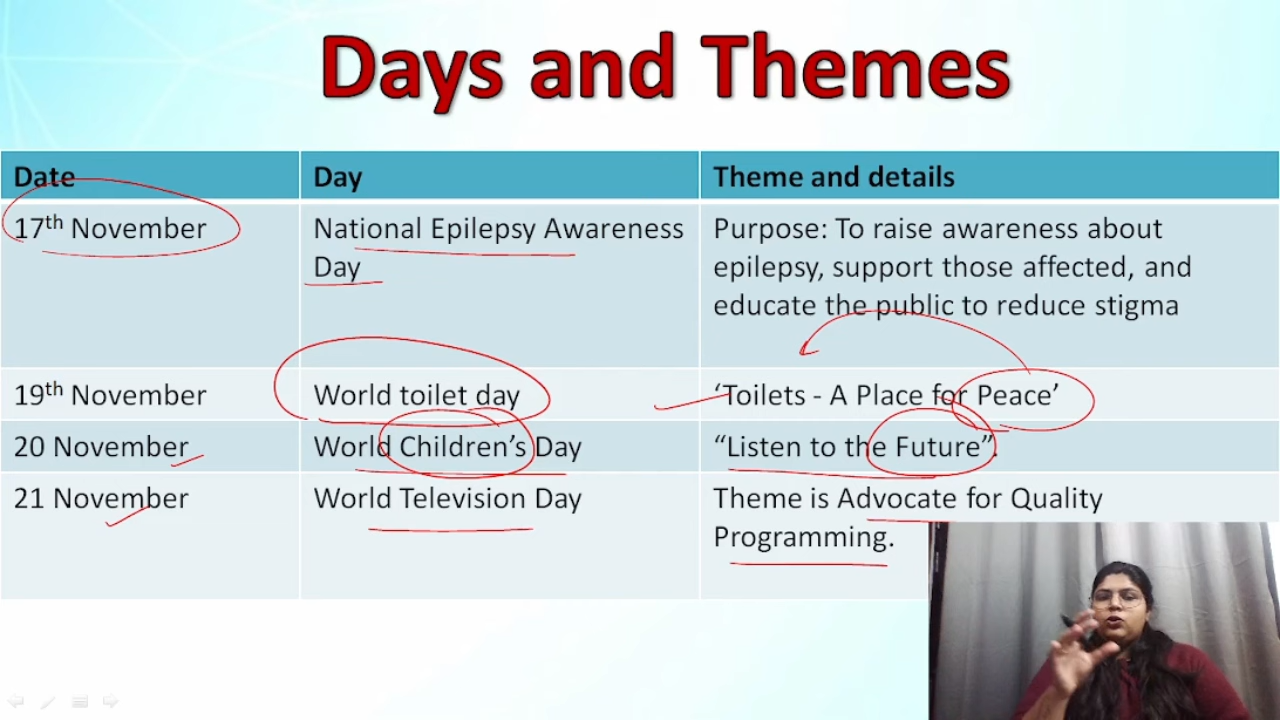 Days and Themes
Date Day Theme and details
17th November National Epilepsy Awareness Purpose: To raise awareness about
Day epilepsy, support those affected, and
educate the public to reduce stigma
19th November World toilet day ‘Toilets - A Place for Peace’
20 November World Children’s Day “Listen to the Future”.
21 November World Television Day Theme is Advocate for Quality
Programming.